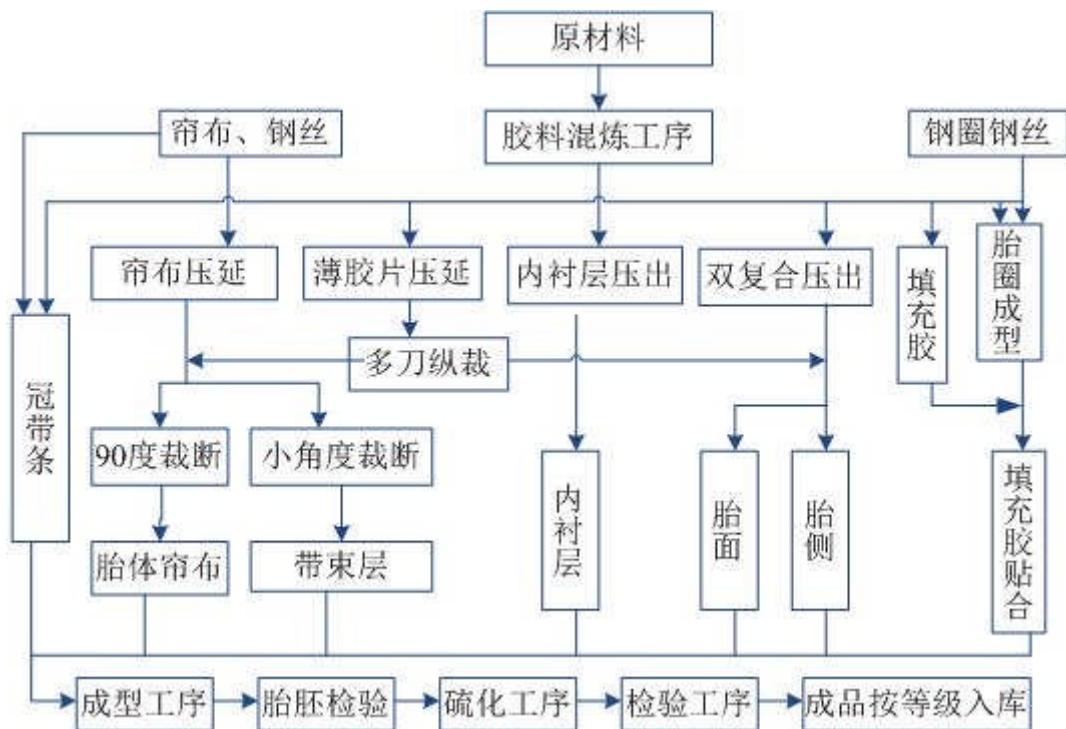 原材料
帘布、钢丝
胶料混炼工序
钢圈钢丝
帘布压延
薄胶片压延
内衬层压出
双复合压出
填充胶
胎圈成型
多刀纵裁
冠带条
90度裁断
小角度裁断
内衬层
胎面
胎侧
填充胶贴合
胎体帘布
带束层
成型工序
胎胚检验
硫化工序
检验工序
成品按等级入库